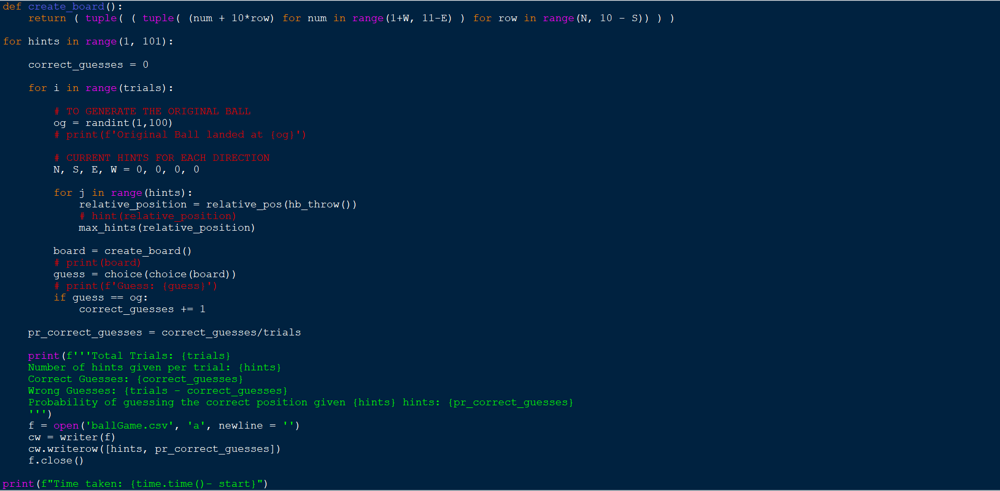 def create_board():
    return ( tuple( ( tuple( (num + 10*row) for num in range(1+W, 11-E) ) for row in range(N, 10 - S)) ) )
for hints in range(1, 101):
    correct_guesses = 0
    for i in range(trials):
        # TO GENERATE THE ORIGINAL BALL
        og = randint(1,100)
        # print(f'Original Ball landed at {og}')
        # CURRENT HINTS FOR EACH DIRECTION
        N, S, E, W = 0, 0, 0, 0
        for j in range(hints):
            relative_position = relative_pos(hb_throw())
            # hint(relative_position)
            max_hints(relative_position)
        board = create_board()
        # print(board)
        guess = choice(choice(board))
        # print(f'Guess: {guess}')
        if guess == og:
            correct_guesses += 1
    pr_correct_guesses = correct_guesses/trials
    print(f'''Total Trials: {trials}
    Number of hints given per trial: {hints}
    Correct Guesses: {correct_guesses}
    Wrong Guesses: {trials - correct_guesses}
    Probability of guessing the correct position given {hints} hints: {pr_correct_guesses}
    ''')
    f = open('ballGame.csv', 'a', newline = '')
    cw = writer(f)
    cw.writerow([hints, pr_correct_guesses])
    f.close()
print(f"Time taken: {time.time()- start}")